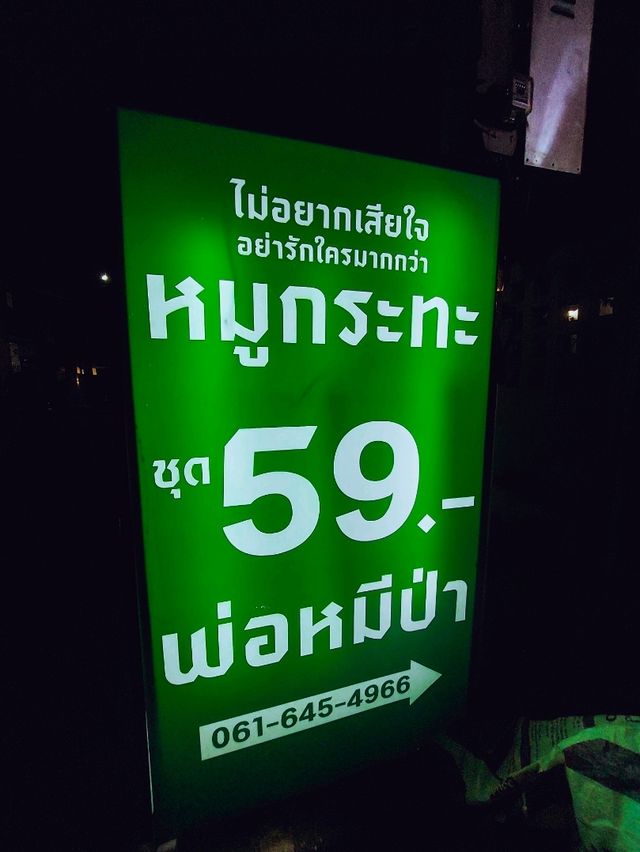 ไม่อยากเสียใจ
อย่ารักใครมากกว่า
หมูกระทะ
ชุด 59.-
พ่อหมีป่า
061-645-4966